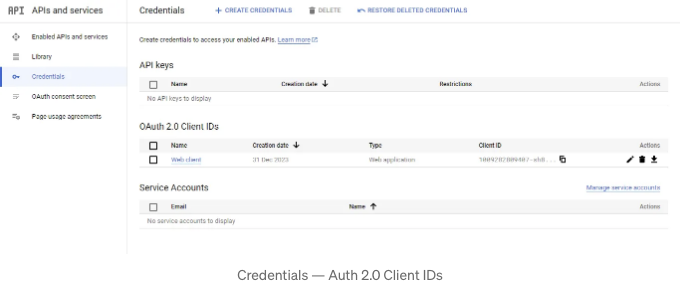 API APIs and services
Credentials
+ CREATE CREDENTIALS
DELETE
RESTORE DELETED CREDENTIALS
Enabled APIs and services
Library
Credentials
OAuth consent screen
Page usage agreements
Create credentials to access your enabled APIs. Learn more
API keys
Name Creation date Restrictions Actions
No API keys to display
OAuth 2.0 Client IDs
Name Creation date Type Client ID Actions
Web client 31 Dec 2023 Web application
Service Accounts
Manage service accounts
Email Name Actions
No service accounts to display
Credentials — Auth 2.0 Client IDs